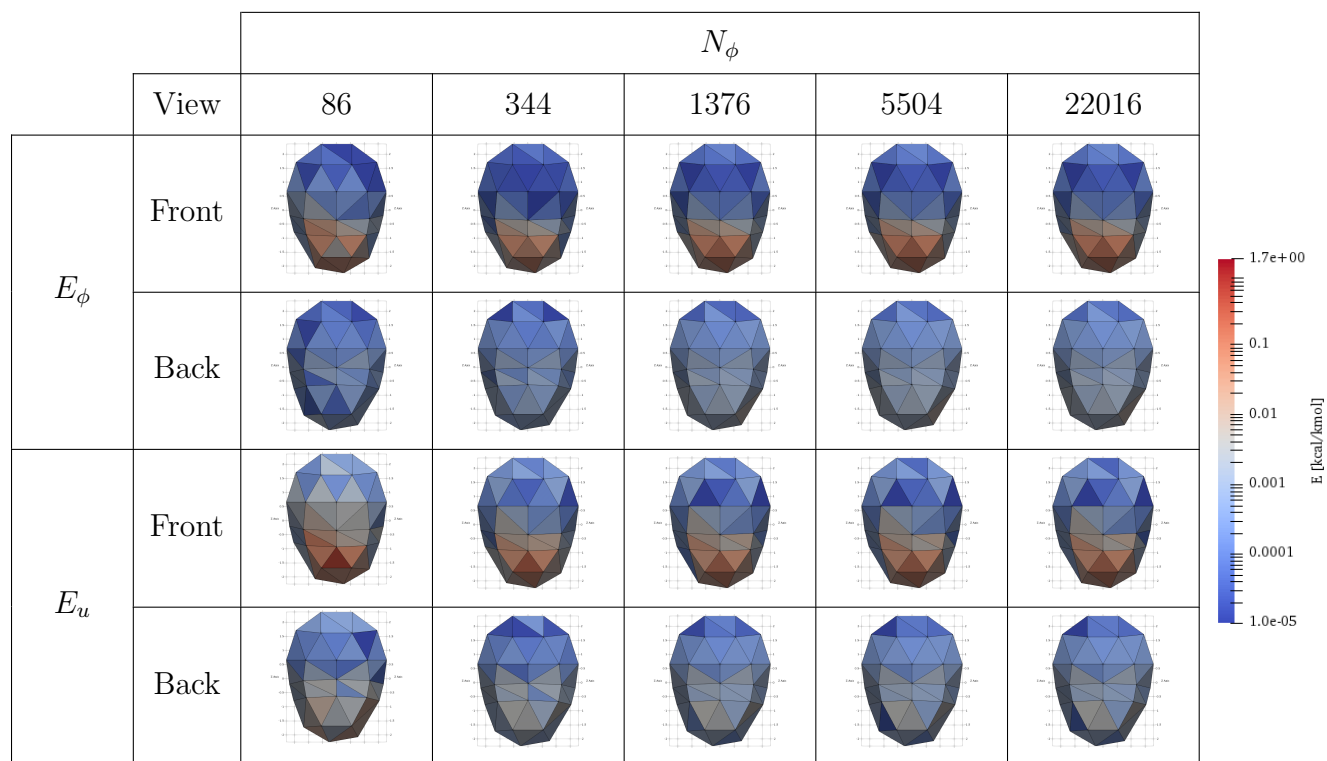 N_ϕ
View 86 344 1376 5504 22016
E_ϕ
Front
Back
E_u
Front
Back
1.7e+00
0.1
0.01
0.001
0.0001
1.0e-05
E [kcal/kmol]